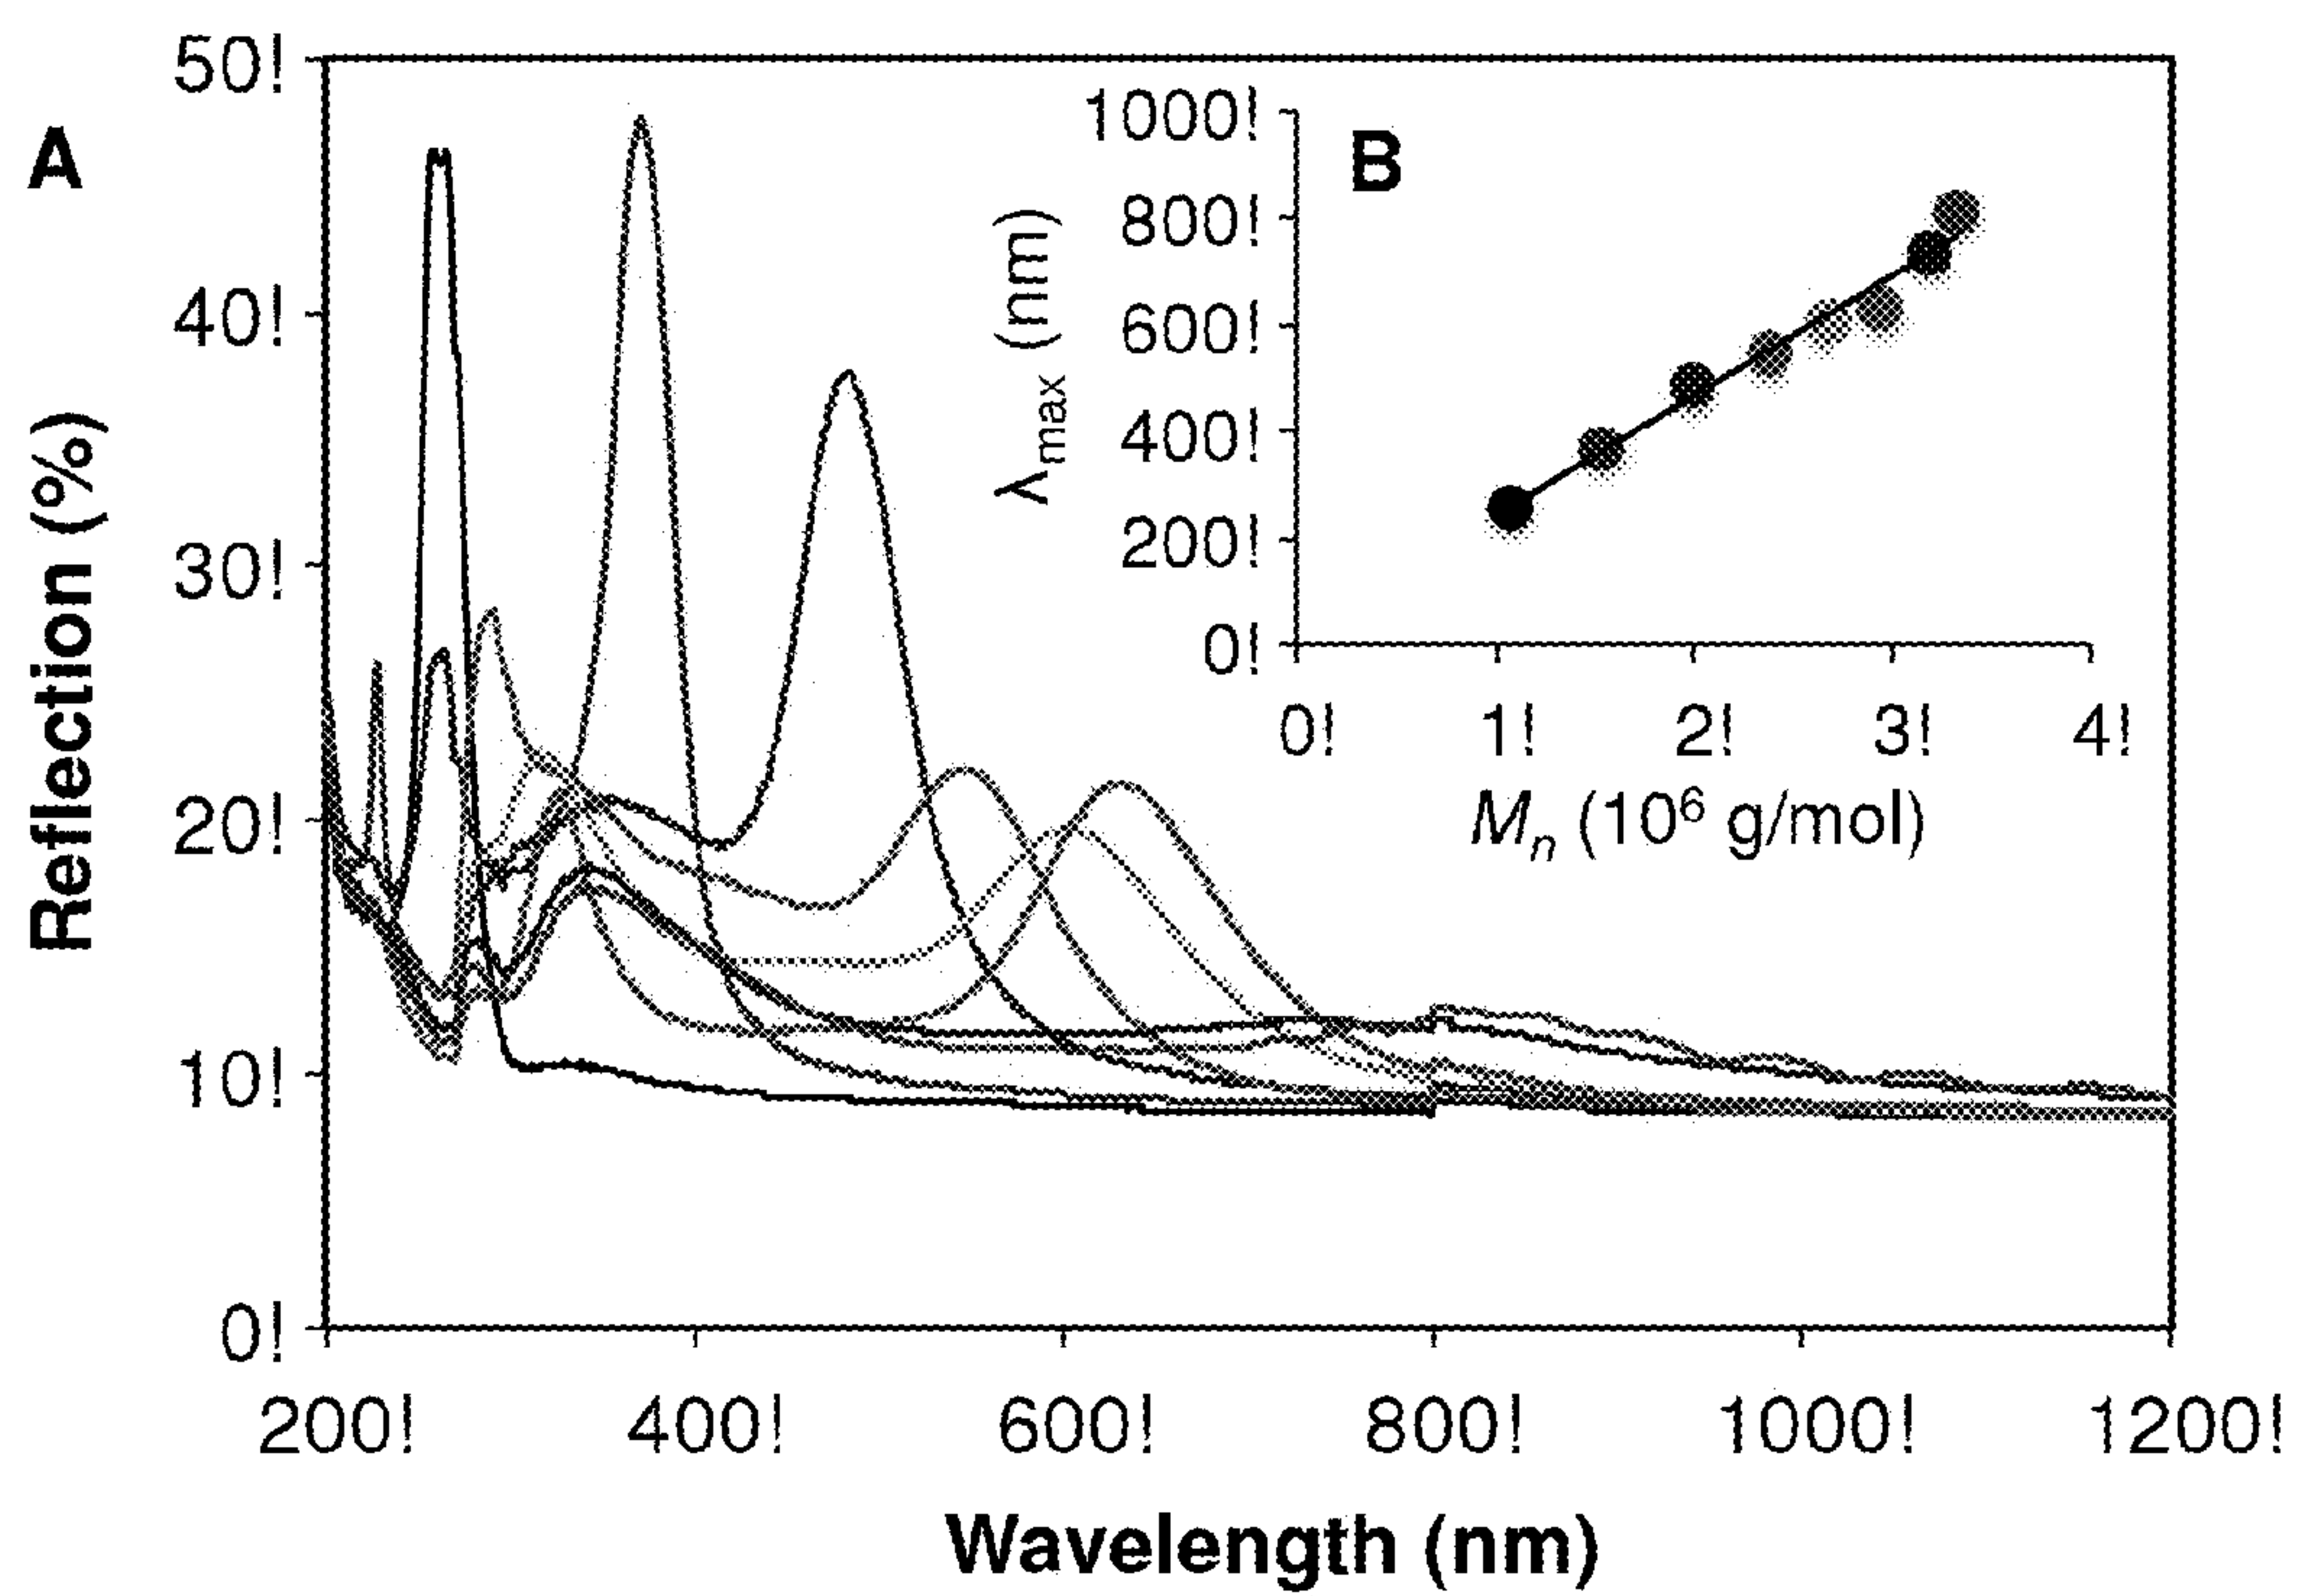 A
50!
40!
30!
20!
10!
0!
Reflection (%)
200! 400! 600! 800! 1000! 1200!
Wavelength (nm)
B
1000!
800!
600!
400!
200!
0!
λmax (nm)
0! 1! 2! 3! 4!
Mn (10⁶ g/mol)